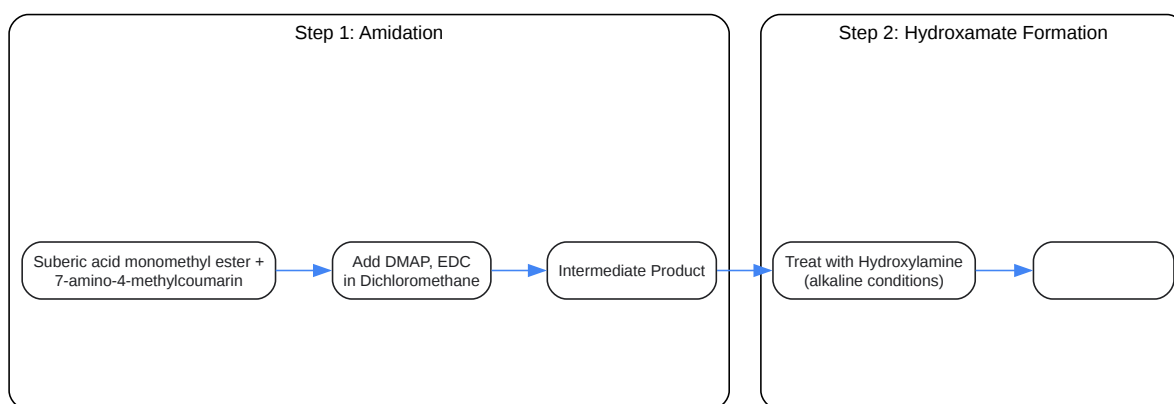 Step 1: Amidation
Step 2: Hydroxamate Formation
Suberic acid monomethyl ester +
7-amino-4-methylcoumarin
Add DMAP, EDC
in Dichloromethane
Intermediate Product
Treat with Hydroxylamine
(alkaline conditions)